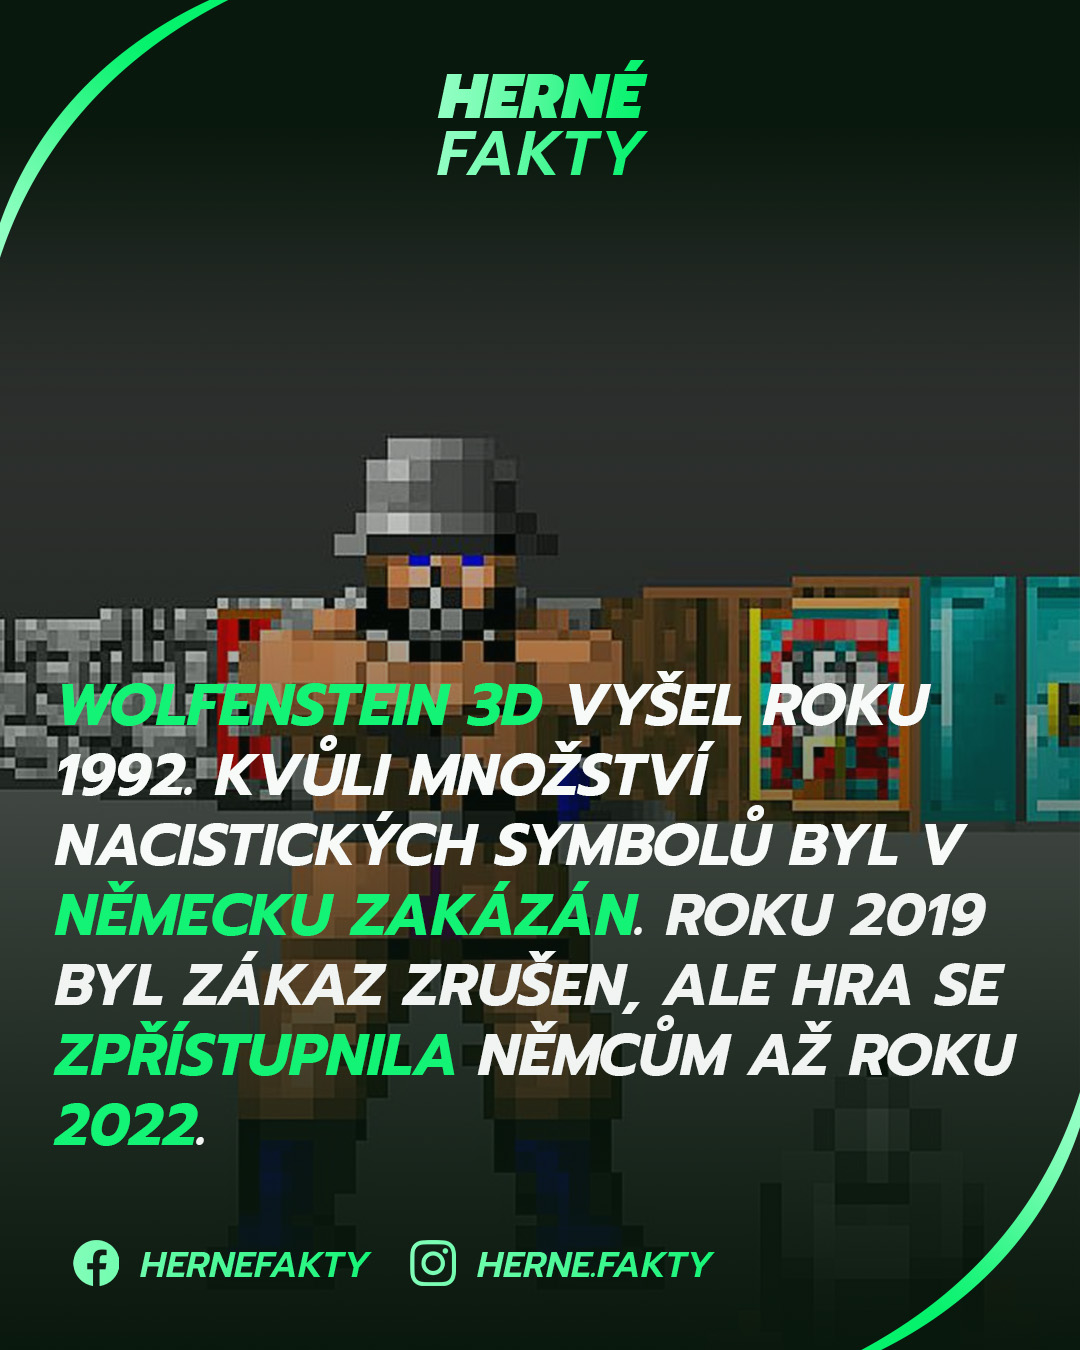 HERNÉ
FAKTY
WOLFENSTEIN 3D VYŠEL ROKU
1992. KVŮLI MNOŽSTVÍ
NACISTICKÝCH SYMBOLŮ BYL V
NĚMECKU ZAKÁZÁN. ROKU 2019
BYL ZÁKAZ ZRUŠEN, ALE HRA SE
ZPŘÍSTUPNILA NĚMCŮM AŽ ROKU
2022.
HERNEFAKTY HERNE.FAKTY